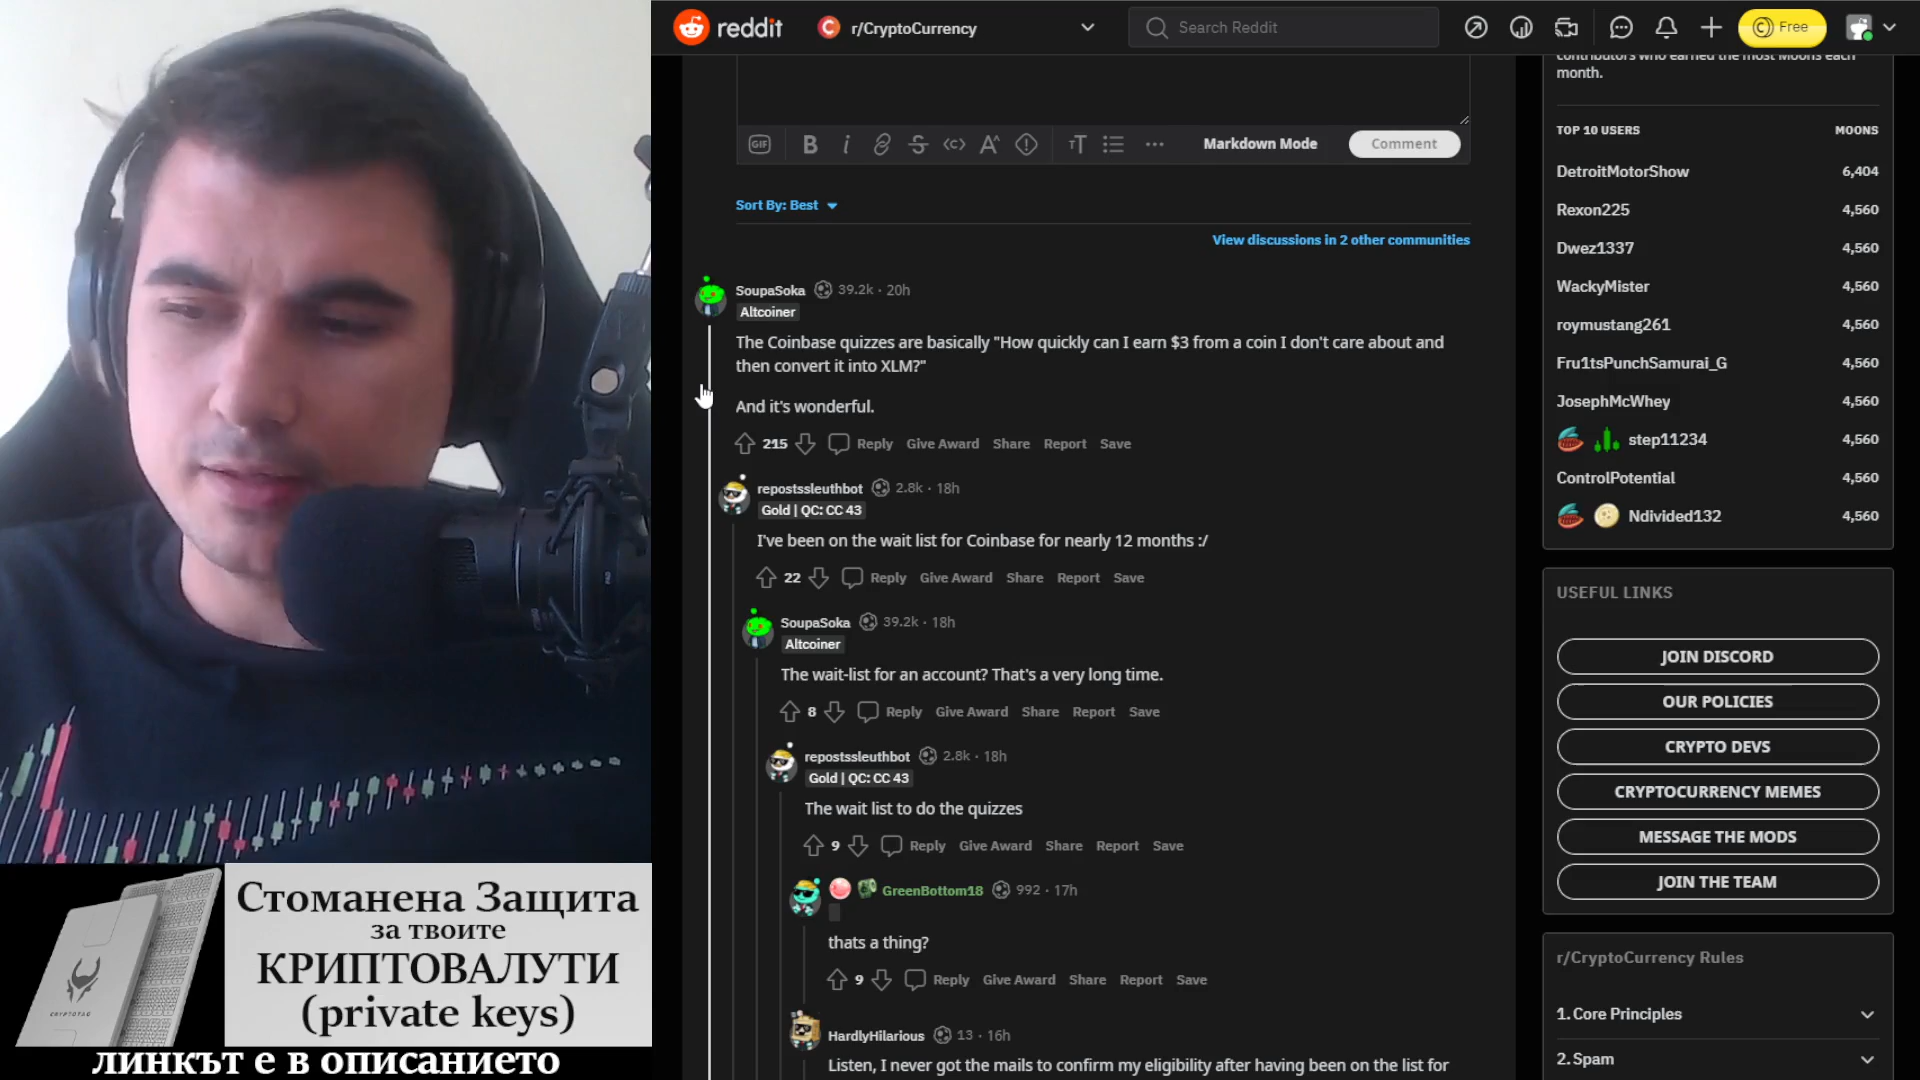 reddit
r/CryptoCurrency
Search Reddit
Free
contributors who earned the most Moons each
month.
GIF
Markdown Mode
Comment
TOP 10 USERS
MOONS
DetroitMotorShow
6,404
Rexon225
4,560
Dwez1337
4,560
WackyMister
4,560
roymustang261
4,560
Fru1tsPunchSamurai_G
4,560
JosephMcWhey
4,560
step11234
4,560
ControlPotential
4,560
Ndivided132
4,560
Sort By: Best
View discussions in 2 other communities
SoupaSoka 39.2k · 20h
Altcoiner
The Coinbase quizzes are basically "How quickly can I earn $3 from a coin I don't care about and
then convert it into XLM?"
And it's wonderful.
215 Reply Give Award Share Report Save
repostssleuthbot 2.8k · 18h
Gold | QC: CC 43
I've been on the wait list for Coinbase for nearly 12 months :/
22 Reply Give Award Share Report Save
SoupaSoka 39.2k · 18h
Altcoiner
The wait-list for an account? That's a very long time.
8 Reply Give Award Share Report Save
repostssleuthbot 2.8k · 18h
Gold | QC: CC 43
The wait list to do the quizzes
9 Reply Give Award Share Report Save
GreenBottom18 992 · 17h
thats a thing?
9 Reply Give Award Share Report Save
HardlyHilarious 13 · 16h
Listen, I never got the mails to confirm my eligibility after having been on the list for
USEFUL LINKS
JOIN DISCORD
OUR POLICIES
CRYPTO DEVS
CRYPTOCURRENCY MEMES
MESSAGE THE MODS
JOIN THE TEAM
r/CryptoCurrency Rules
1. Core Principles
2. Spam
CRYPTOTAG
Стоманена Защита
за твоите
КРИПТОВАЛУТИ
(private keys)
линкът е в описанието